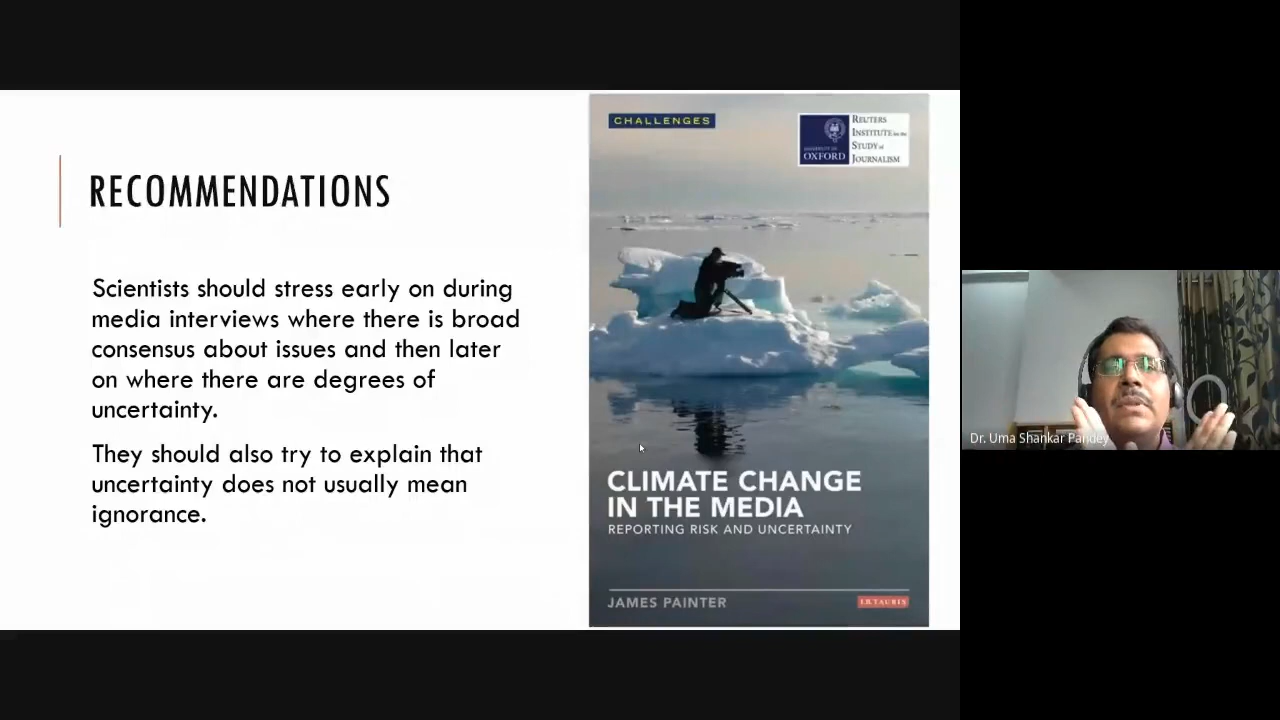 RECOMMENDATIONS
Scientists should stress early on during
media interviews where there is broad
consensus about issues and then later
on where there are degrees of
uncertainty.
They should also try to explain that
uncertainty does not usually mean
ignorance.
CHALLENGES
UNIVERSITY OF
OXFORD
REUTERS
INSTITUTE for the
STUDY of
JOURNALISM
CLIMATE CHANGE
IN THE MEDIA
REPORTING RISK AND UNCERTAINTY
JAMES PAINTER
I.B.TAURIS
Dr. Uma Shankar Pandey